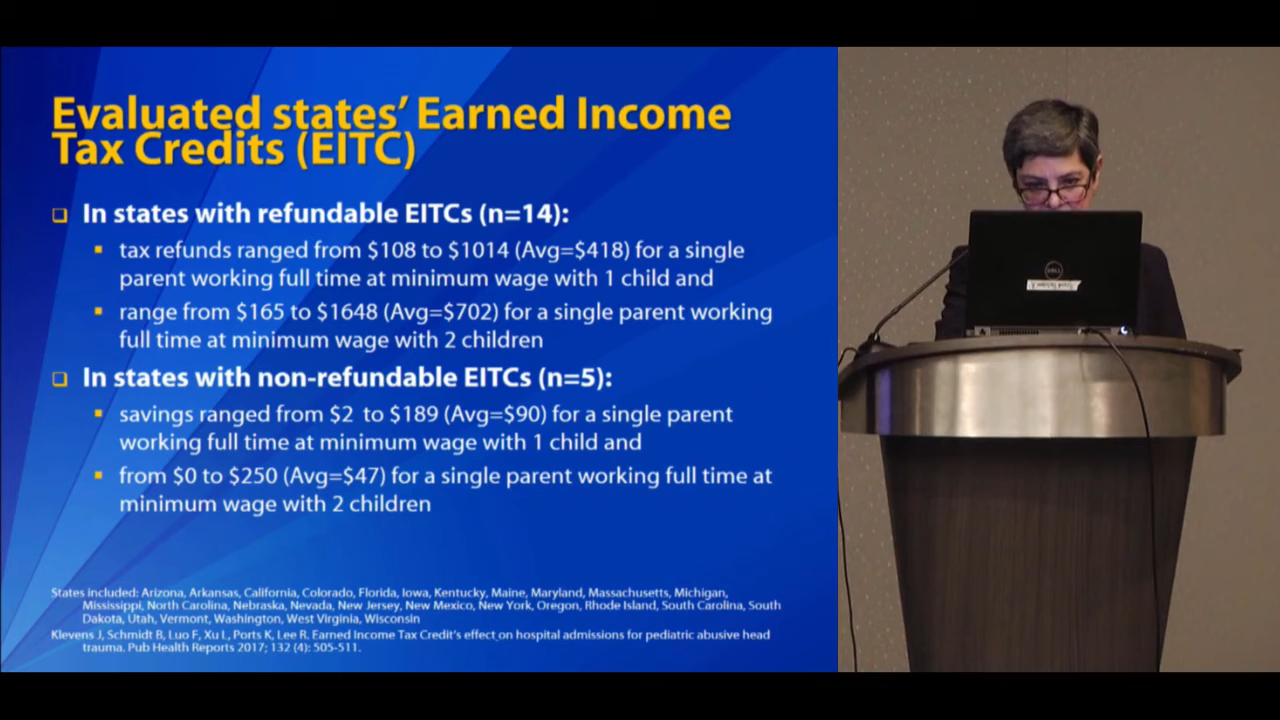 Evaluated states' Earned Income
Tax Credits (EITC)
In states with refundable EITCs (n=14):
tax refunds ranged from $108 to $1014 (Avg=$418) for a single
parent working full time at minimum wage with 1 child and
range from $165 to $1648 (Avg=$702) for a single parent working
full time at minimum wage with 2 children
In states with non-refundable EITCs (n=5):
savings ranged from $2 to $189 (Avg=$90) for a single parent
working full time at minimum wage with 1 child and
from $0 to $250 (Avg=$47) for a single parent working full time at
minimum wage with 2 children
States included: Arizona, Arkansas, California, Colorado, Florida, Iowa, Kentucky, Maine, Maryland, Massachusetts, Michigan,
Mississippi, North Carolina, Nebraska, Nevada, New Jersey, New Mexico, New York, Oregon, Rhode Island, South Carolina, South
Dakota, Utah, Vermont, Washington, West Virginia, Wisconsin
Klevens J, Schmidt B, Luo F, Xu L, Ports K, Lee R. Earned Income Tax Credit's effect on hospital admissions for pediatric abusive head
trauma. Pub Health Reports 2017; 132 (4): 505-511.
DELL